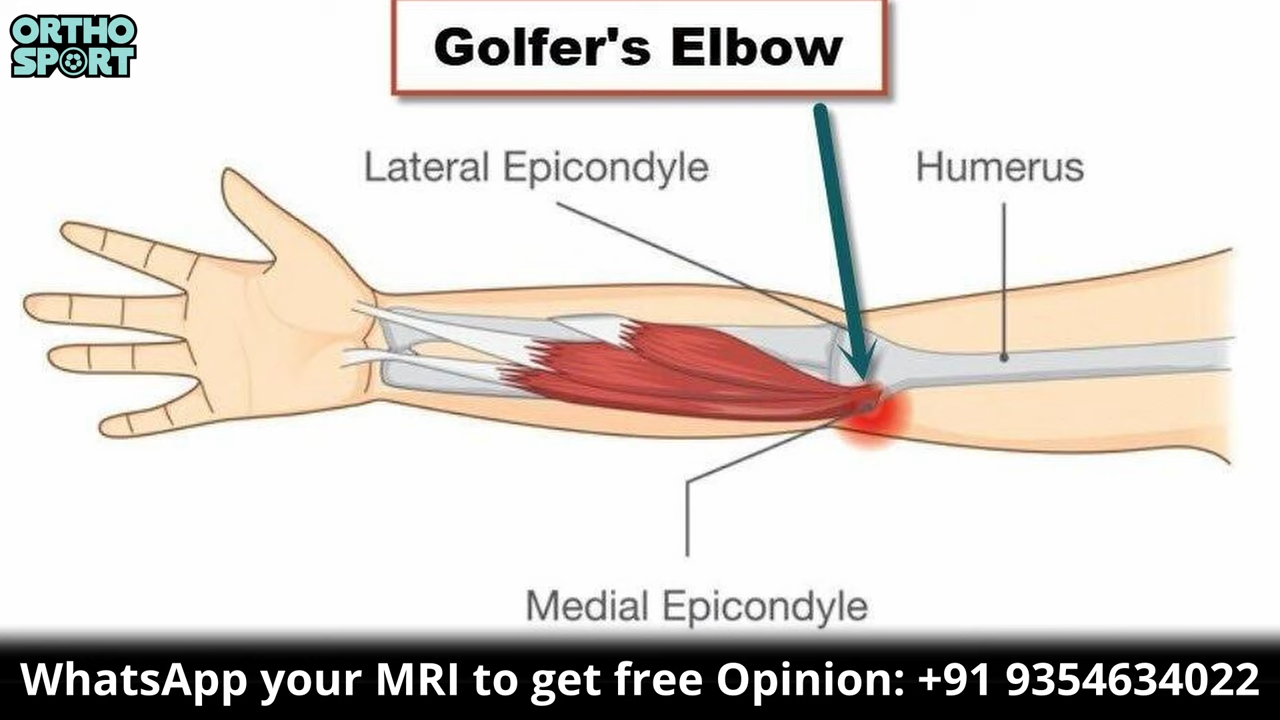 ORTHO
SPORT
Golfer's Elbow
Lateral Epicondyle
Humerus
Medial Epicondyle
WhatsApp your MRI to get free Opinion: +91 9354634022